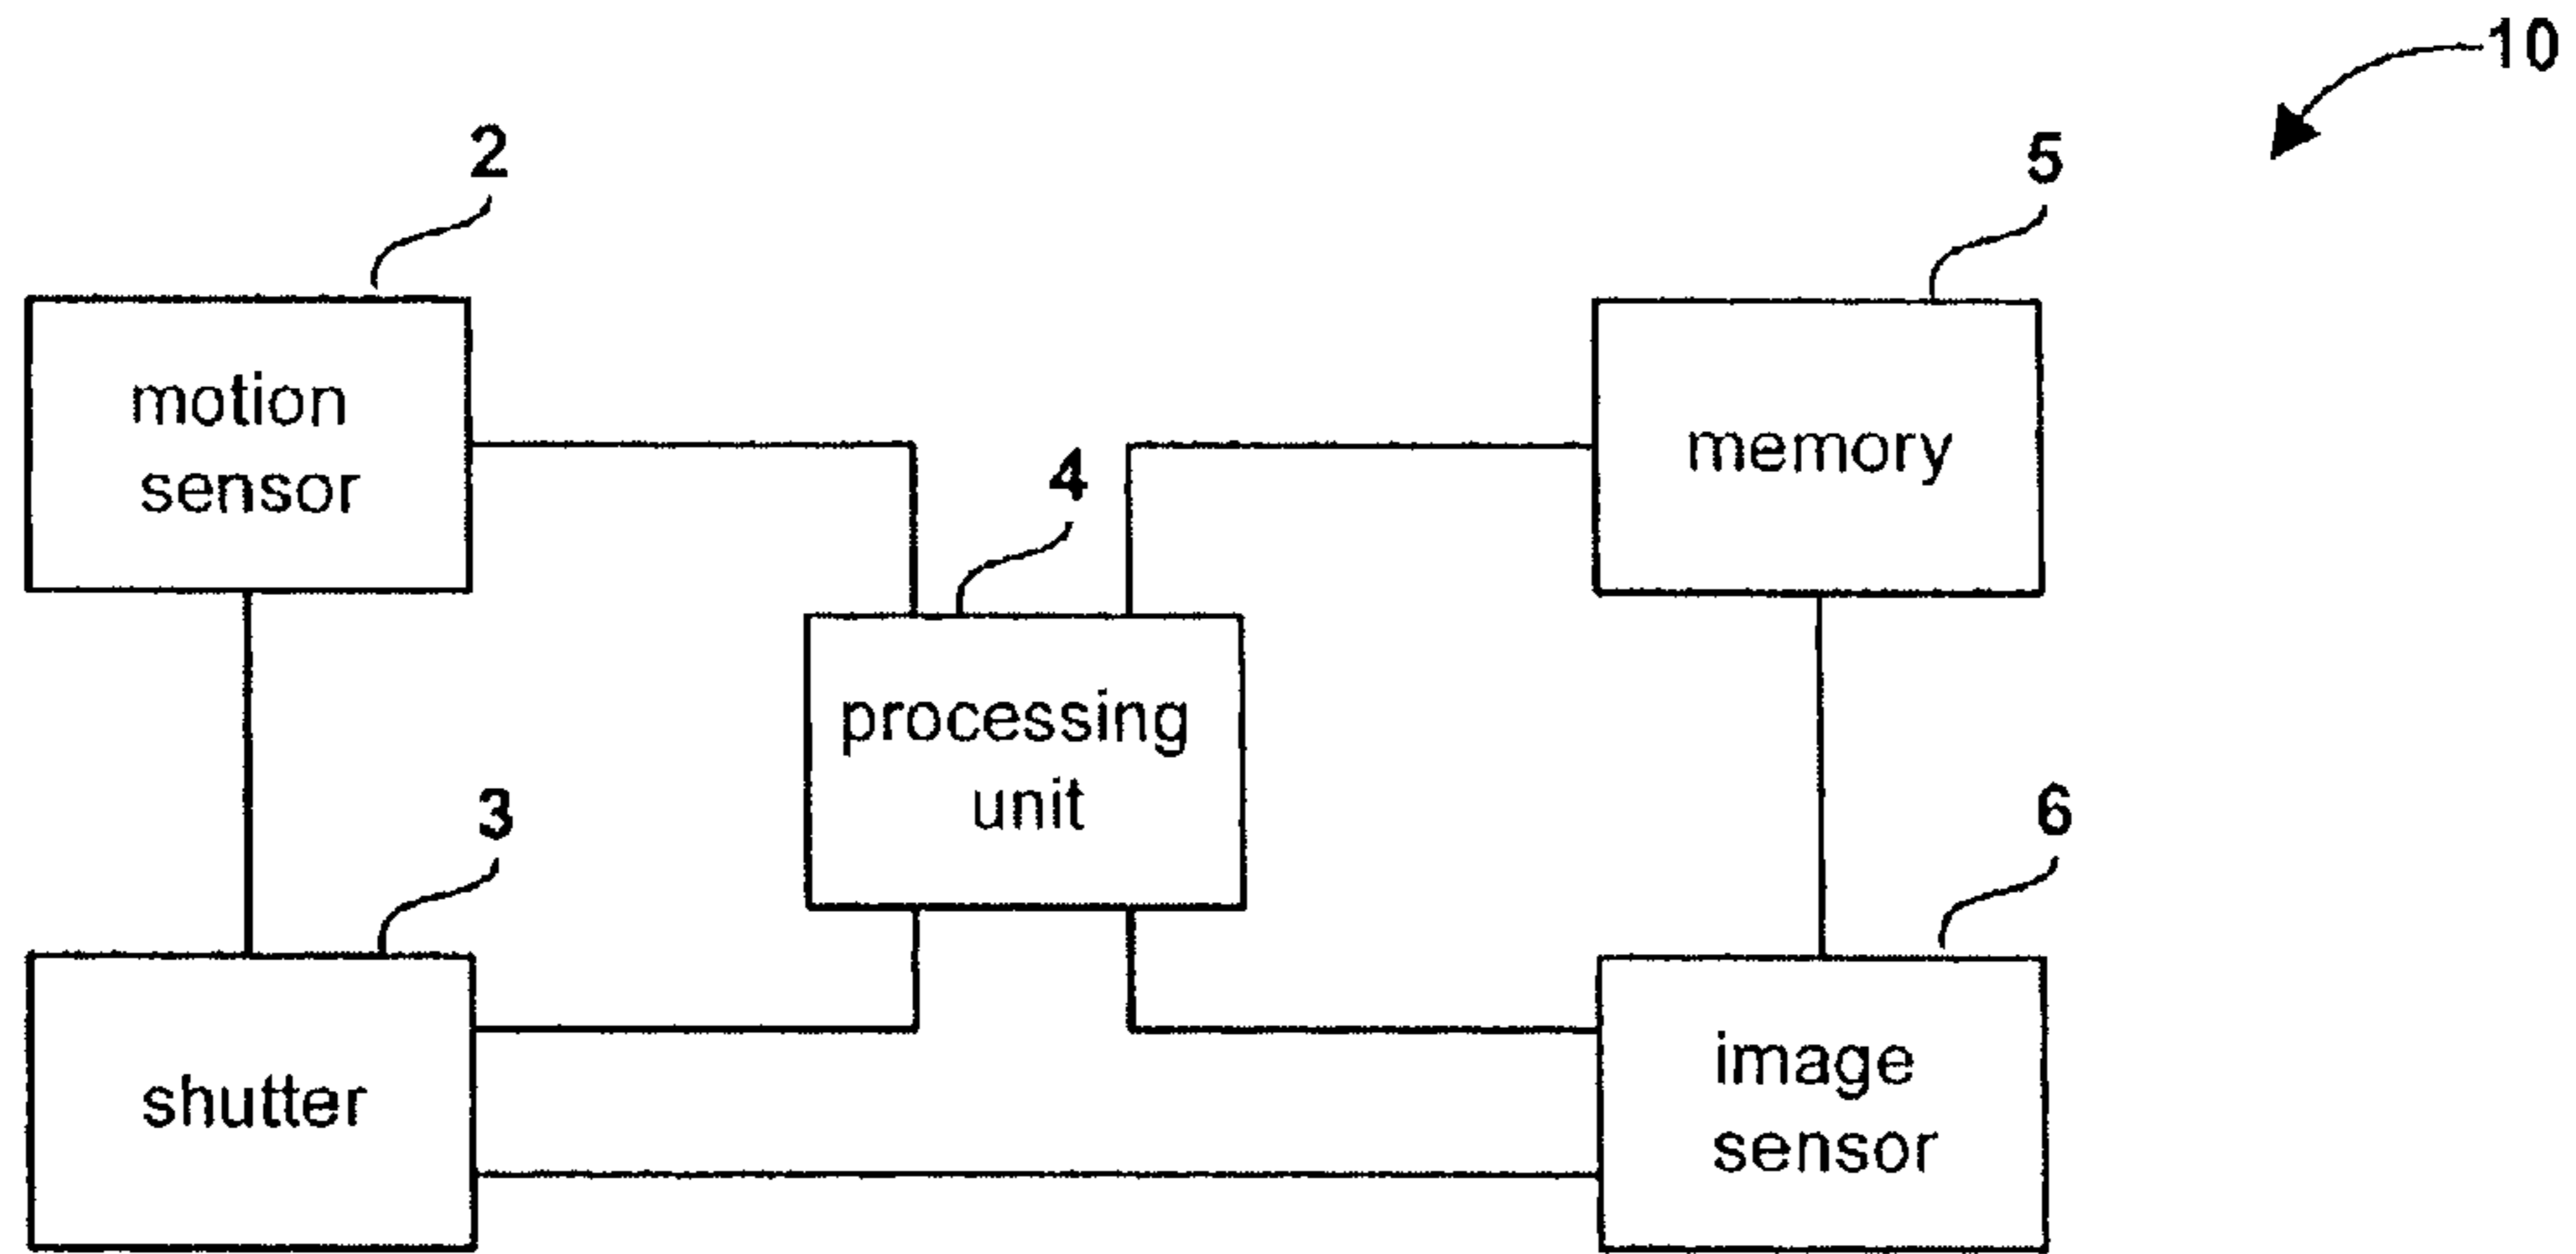 10
2
5
motion
sensor
memory
4
processing
unit
3
6
shutter
image
sensor